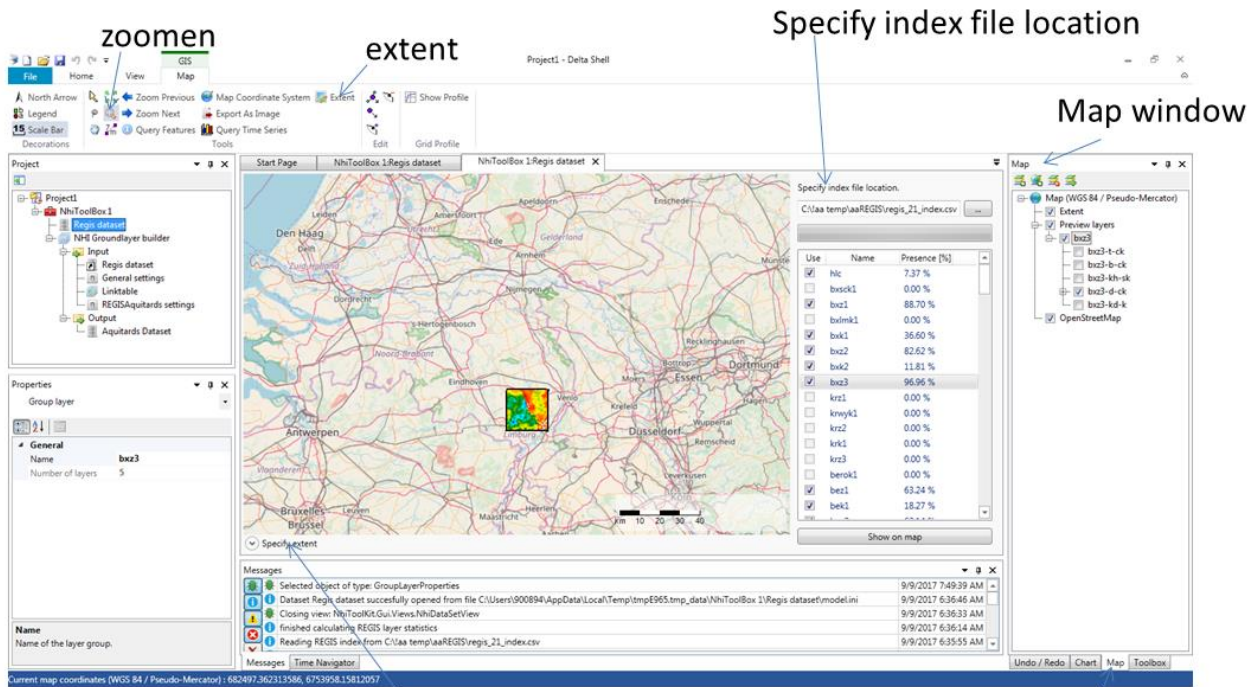 zoomen
extent
Specify index file location
Map window
GIS
Project1 - Delta Shell
File Home View Map
North Arrow Zoom Previous Map Coordinate System Extent Show Profile
Legend Zoom Next Export As Image
15 Scale Bar Query Features Query Time Series
Decorations Tools Edit Grid Profile
Project
Project1
NhiToolBox 1
Regis dataset
NHI Groundlayer builder
Input
Regis dataset
General settings
Linktable
REGISAquitards settings
Output
Aquitards Dataset
Properties
Group layer
General
Name bxz3
Number of layers 5
Name
Name of the layer group.
Start Page NhiToolBox 1:Regis dataset NhiToolBox 1:Regis dataset X
Leiden Amersfoort Apeldoorn Enschede
Den Haag Utrecht Ede Gelderland
Delft Arnhem
Zuid-Holland Münste
Dordrecht Nijmegen
's-Hertogenbosch
Noord-Brabant Recklinghausen
Bottrop Dortmund
Eindhoven Moers Essen Hagen
Venlo Krefeld
Antwerpen Limburg Düsseldorf Wuppertal
Remscheid
Vlaanderen Leverkusen
Köln
Bruxelles - Leuven Maastricht Heerlen
Brussel Aachen
Km 10 20 30 40
Specify extent
Specify index file location.
C:\!aa temp\aaREGIS\regis_21_index.csv ...
Use Name Presence [%]
hlc 7.37 %
bxsck1 0.00 %
bxz1 88.70 %
bxlmk1 0.00 %
bxk1 36.60 %
bxz2 82.62 %
bxk2 11.81 %
bxz3 96.96 %
krz1 0.00 %
krwyk1 0.00 %
krz2 0.00 %
krk1 0.00 %
krz3 0.00 %
berok1 0.00 %
bez1 63.24 %
bek1 18.27 %
Show on map
Map
Map (WGS 84 / Pseudo-Mercator)
Extent
Preview layers
bxz3
bxz3-t-ck
bxz3-b-ck
bxz3-kh-sk
bxz3-d-ck
bxz3-kd-k
OpenStreetMap
Messages
Selected object of type: GroupLayerProperties 9/9/2017 7:49:39 AM
Dataset Regis dataset succesfully opened from file C:\Users\900894\AppData\Local\Temp\tmpE965.tmp_data\NhiToolBox 1\Regis dataset\model.ini 9/9/2017 6:36:46 AM
Closing view: NhiToolKit.Gui.Views.NhiDataSetView 9/9/2017 6:36:33 AM
finished calculating REGIS layer statistics 9/9/2017 6:36:14 AM
Reading REGIS index from C:\!aa temp\aaREGIS\regis_21_index.csv 9/9/2017 6:35:55 AM
Messages Time Navigator
Undo / Redo Chart Map Toolbox
Current map coordinates (WGS 84 / Pseudo-Mercator) : 682497.362313586, 6753958.15812057